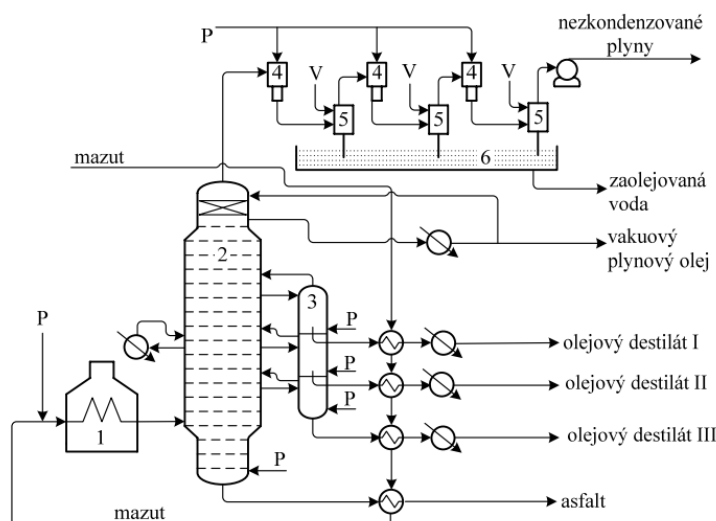 nezkondenzované
plyny
P
4
4
4
V
V
V
5
5
5
6
mazut
zaolejovaná
voda
vakuový
plynový olej
2
3
P
P
olejový destilát I
P
olejový destilát II
P
1
olejový destilát III
P
asfalt
mazut